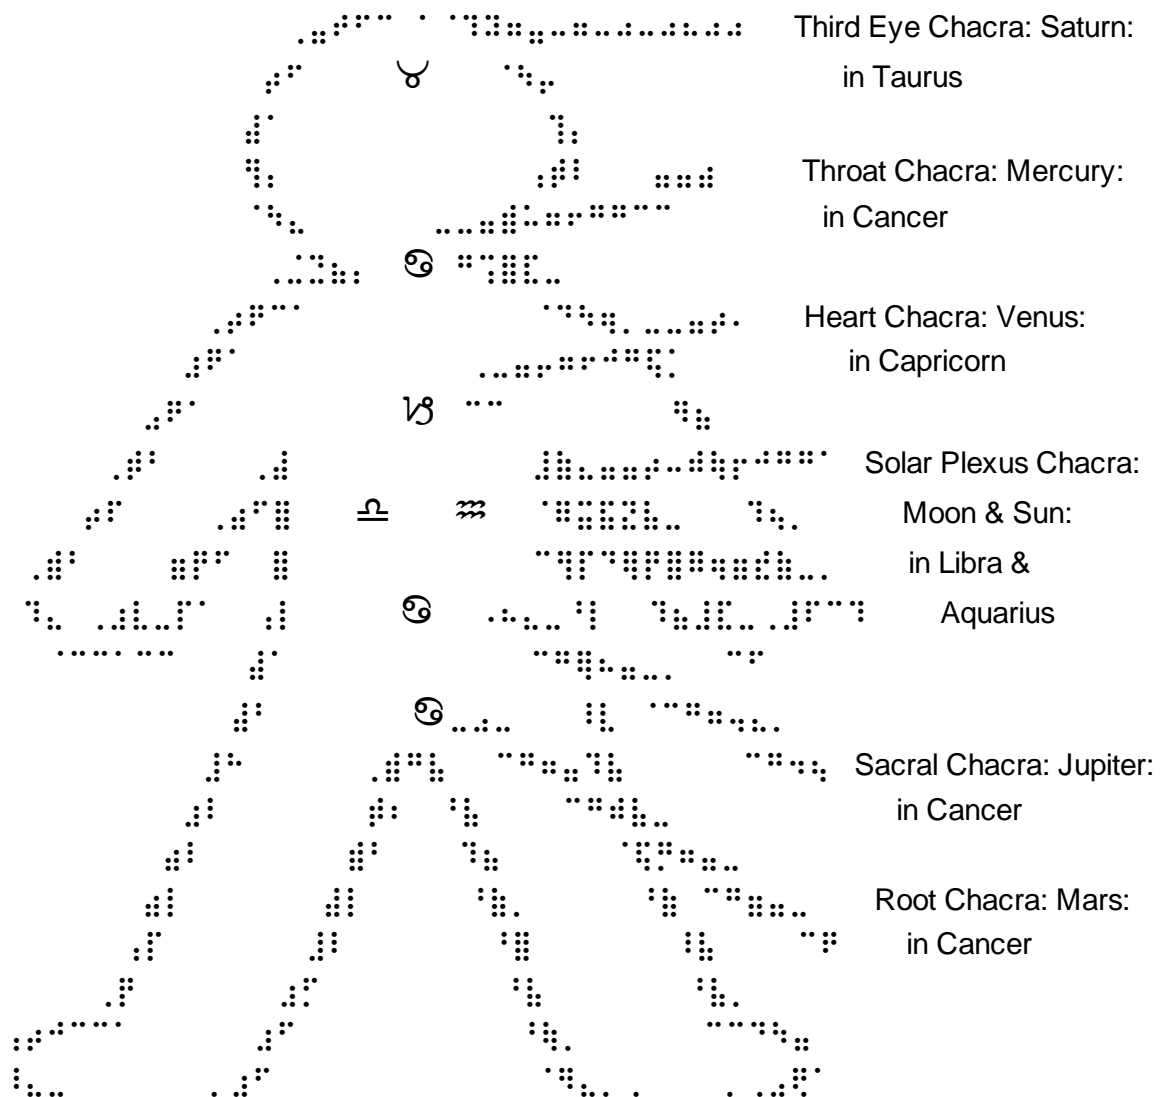 Third Eye Chacra: Saturn:
in Taurus
♉
Throat Chacra: Mercury:
in Cancer
♋
Heart Chacra: Venus:
in Capricorn
♑
Solar Plexus Chacra:
♎ ♒ Moon & Sun:
in Libra &
♋ Aquarius
♋
Sacral Chacra: Jupiter:
in Cancer
Root Chacra: Mars:
in Cancer